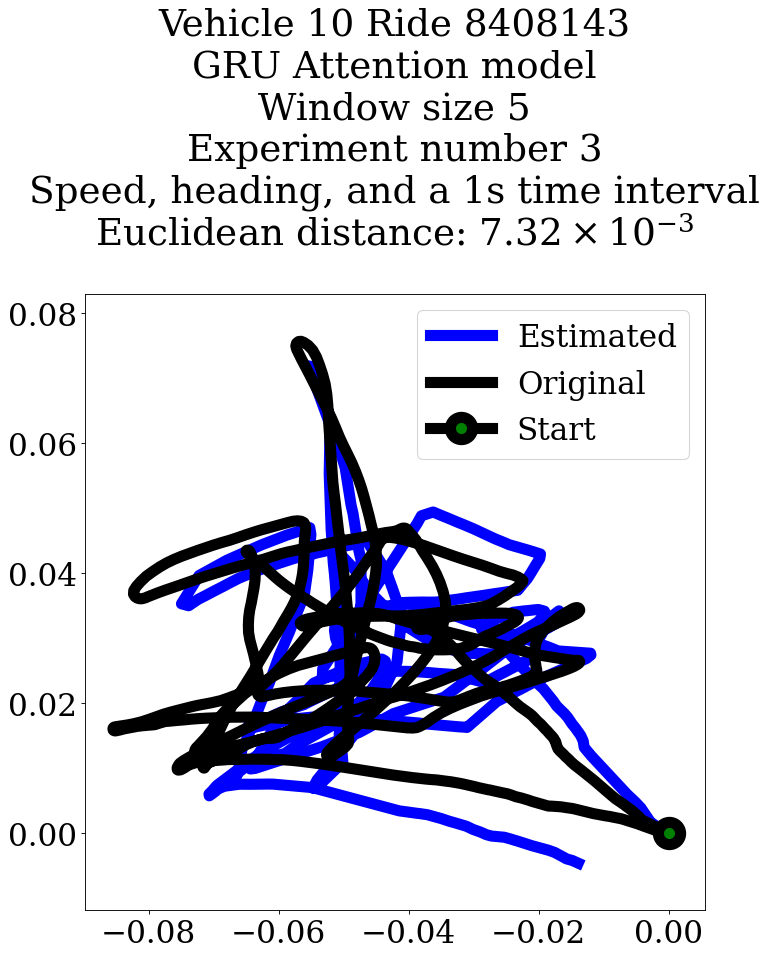 Vehicle 10 Ride 8408143
GRU Attention model
Window size 5
Experiment number 3
Speed, heading, and a 1s time interval
Euclidean distance: 7.32 × 10⁻³
0.08
0.06
0.04
0.02
0.00
Estimated
Original
Start
−0.08 −0.06 −0.04 −0.02 0.00